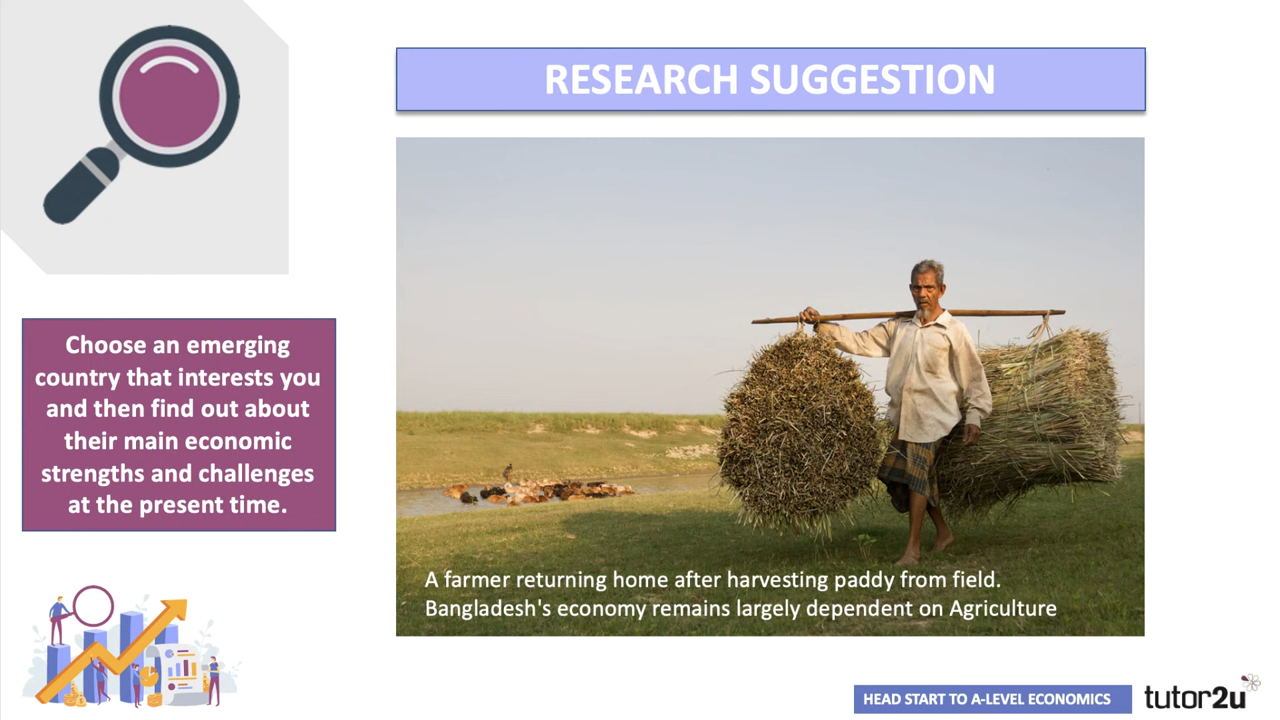 RESEARCH SUGGESTION
Choose an emerging
country that interests you
and then find out about
their main economic
strengths and challenges
at the present time.
A farmer returning home after harvesting paddy from field.
Bangladesh's economy remains largely dependent on Agriculture
HEAD START TO A-LEVEL ECONOMICS
tutor2u